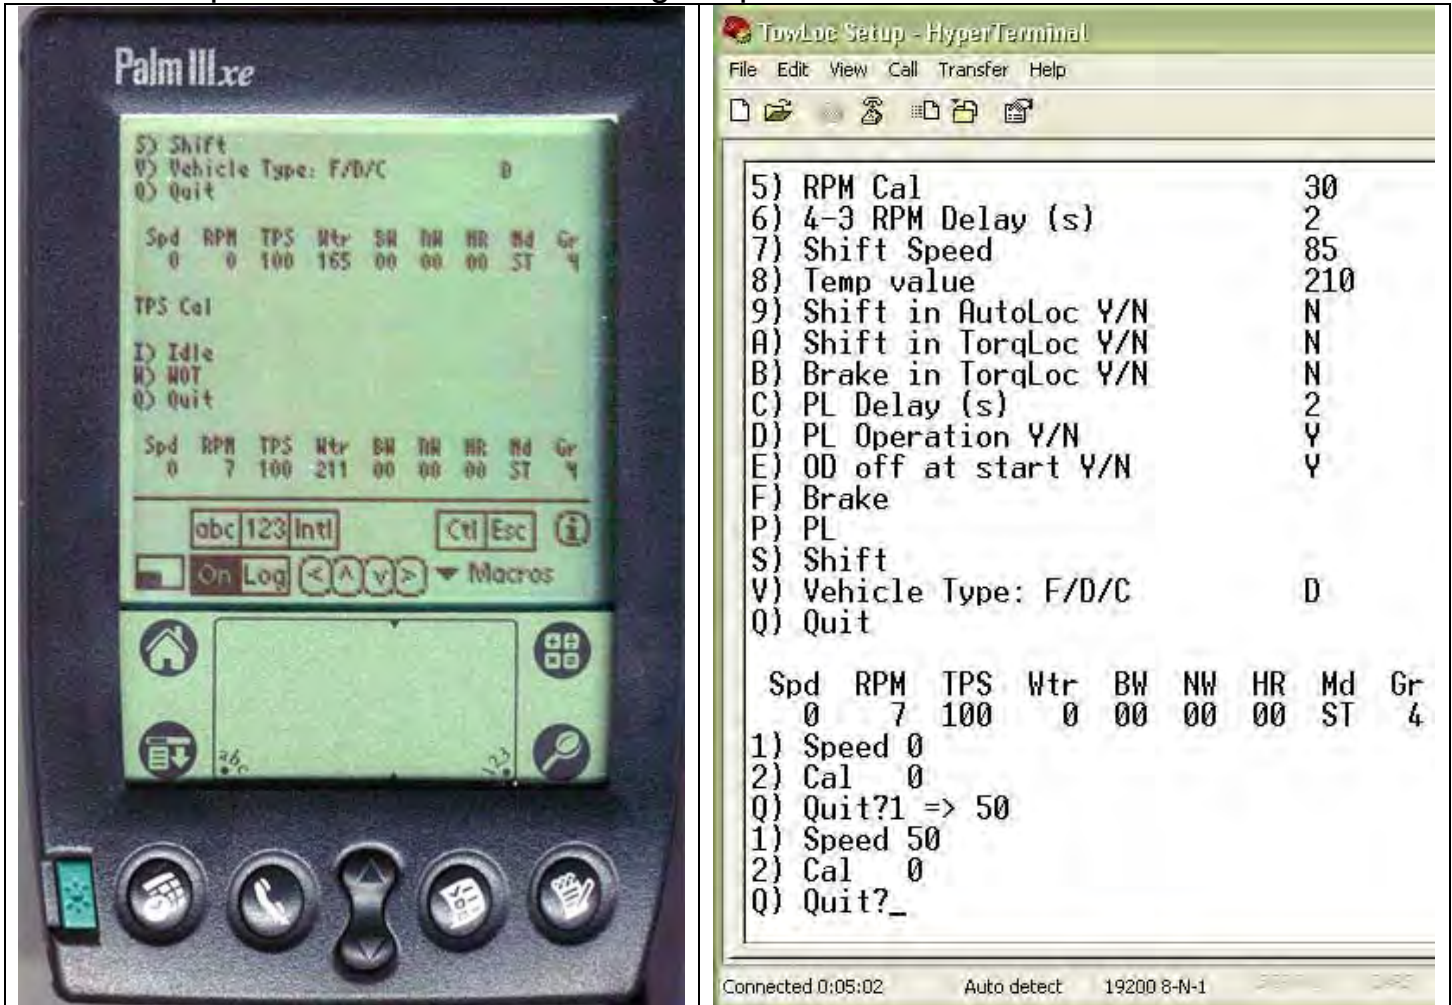 Palm IIIxe
S) Shift
V) Vehicle Type: F/D/C D
Q) Quit
Spd RPM TPS Wtr BW NW HR Md Gr
0 0 100 165 00 00 00 ST 4
TPS Cal
I) Idle
W) WOT
Q) Quit
Spd RPM TPS Wtr BW NW HR Md Gr
0 7 100 211 00 00 00 ST 4
abc 123 Intl Ctl Esc i
On Log < ^ v > Macros
abc 123
TowLoc Setup - HyperTerminal
File Edit View Call Transfer Help
5) RPM Cal 30
6) 4-3 RPM Delay (s) 2
7) Shift Speed 85
8) Temp value 210
9) Shift in AutoLoc Y/N N
A) Shift in TorqLoc Y/N N
B) Brake in TorqLoc Y/N N
C) PL Delay (s) 2
D) PL Operation Y/N Y
E) OD off at start Y/N Y
F) Brake
P) PL
S) Shift
V) Vehicle Type: F/D/C D
Q) Quit
Spd RPM TPS Wtr BW NW HR Md Gr
0 7 100 0 00 00 00 ST 4
1) Speed 0
2) Cal 0
Q) Quit?1 => 50
1) Speed 50
2) Cal 0
Q) Quit?_
Connected 0:05:02 Auto detect 19200 8-N-1